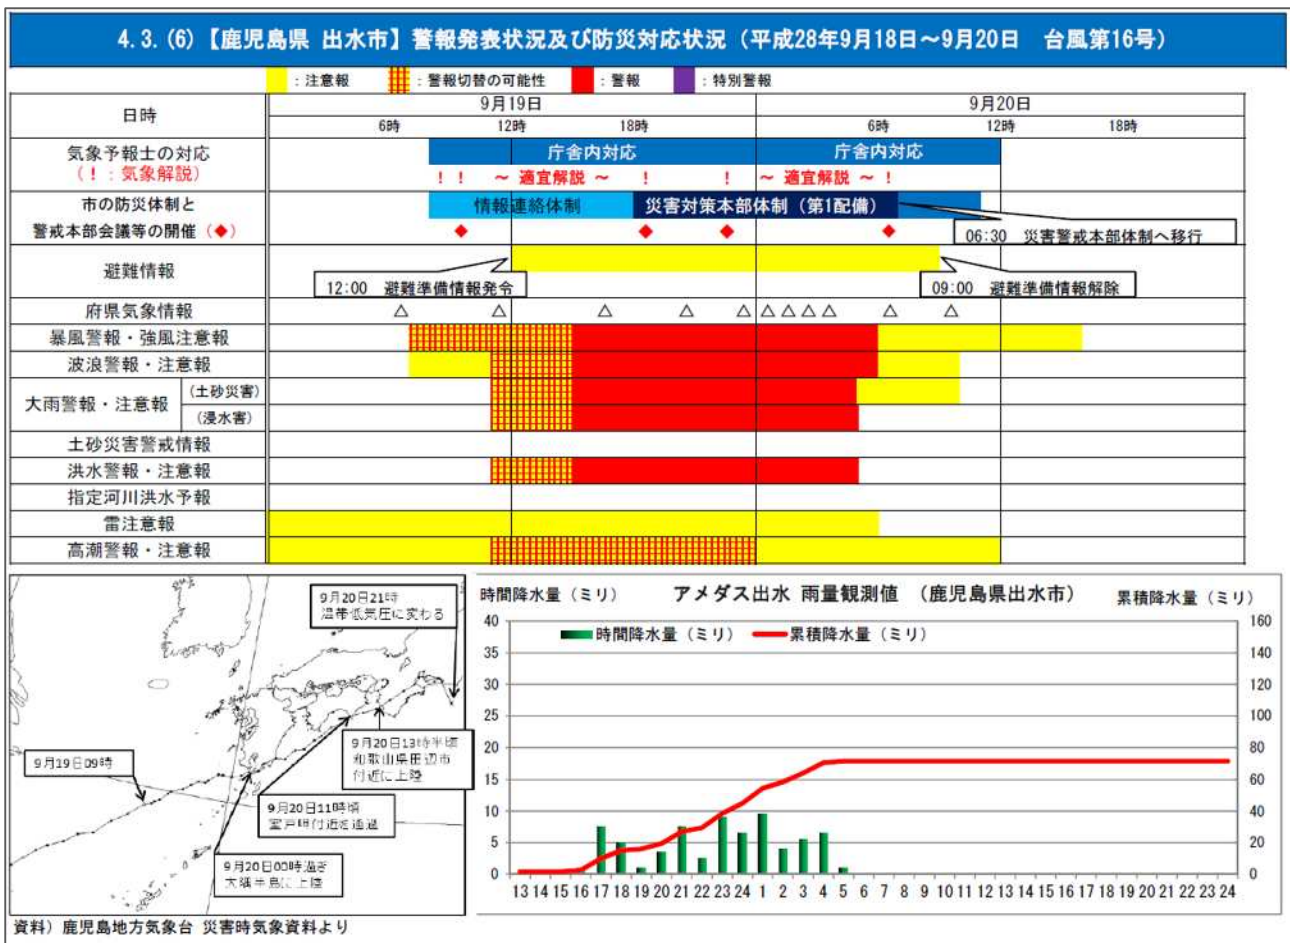 4.3.(6)【鹿児島県 出水市】警報発表状況及び防災対応状況（平成28年9月18日～9月20日　台風第16号）
：注意報　：警報切替の可能性　：警報　：特別警報
日時
9月19日　9月20日
6時　12時　18時　6時　12時　18時
気象予報士の対応
（！：気象解説）
庁舎内対応　庁舎内対応
！！　～ 適宜解説 ～　！　！　～ 適宜解説 ～ ！
市の防災体制と
警戒本部会議等の開催（◆）
情報連絡体制　災害対策本部体制（第1配備）
06:30　災害警戒本部体制へ移行
避難情報
12:00　避難準備情報発令
09:00　避難準備情報解除
府県気象情報
△ △ △ △ △ △ △ △ △ △ △
暴風警報・強風注意報
波浪警報・注意報
大雨警報・注意報
（土砂災害）
（浸水害）
土砂災害警戒情報
洪水警報・注意報
指定河川洪水予報
雷注意報
高潮警報・注意報
9月20日21時
温帯低気圧に変わる
9月19日09時
9月20日13時半頃
和歌山県田辺市
付近に上陸
9月20日11時頃
室戸岬付近を通過
9月20日00時過ぎ
大隅半島に上陸
時間降水量（ミリ）　アメダス出水 雨量観測値 （鹿児島県出水市）　累積降水量（ミリ）
時間降水量（ミリ）　累積降水量（ミリ）
40　160
35　140
30　120
25　100
20　80
15　60
10　40
5　20
0　0
13 14 15 16 17 18 19 20 21 22 23 24 1 2 3 4 5 6 7 8 9 10 11 12 13 14 15 16 17 18 19 20 21 22 23 24
資料）鹿児島地方気象台 災害時気象資料より